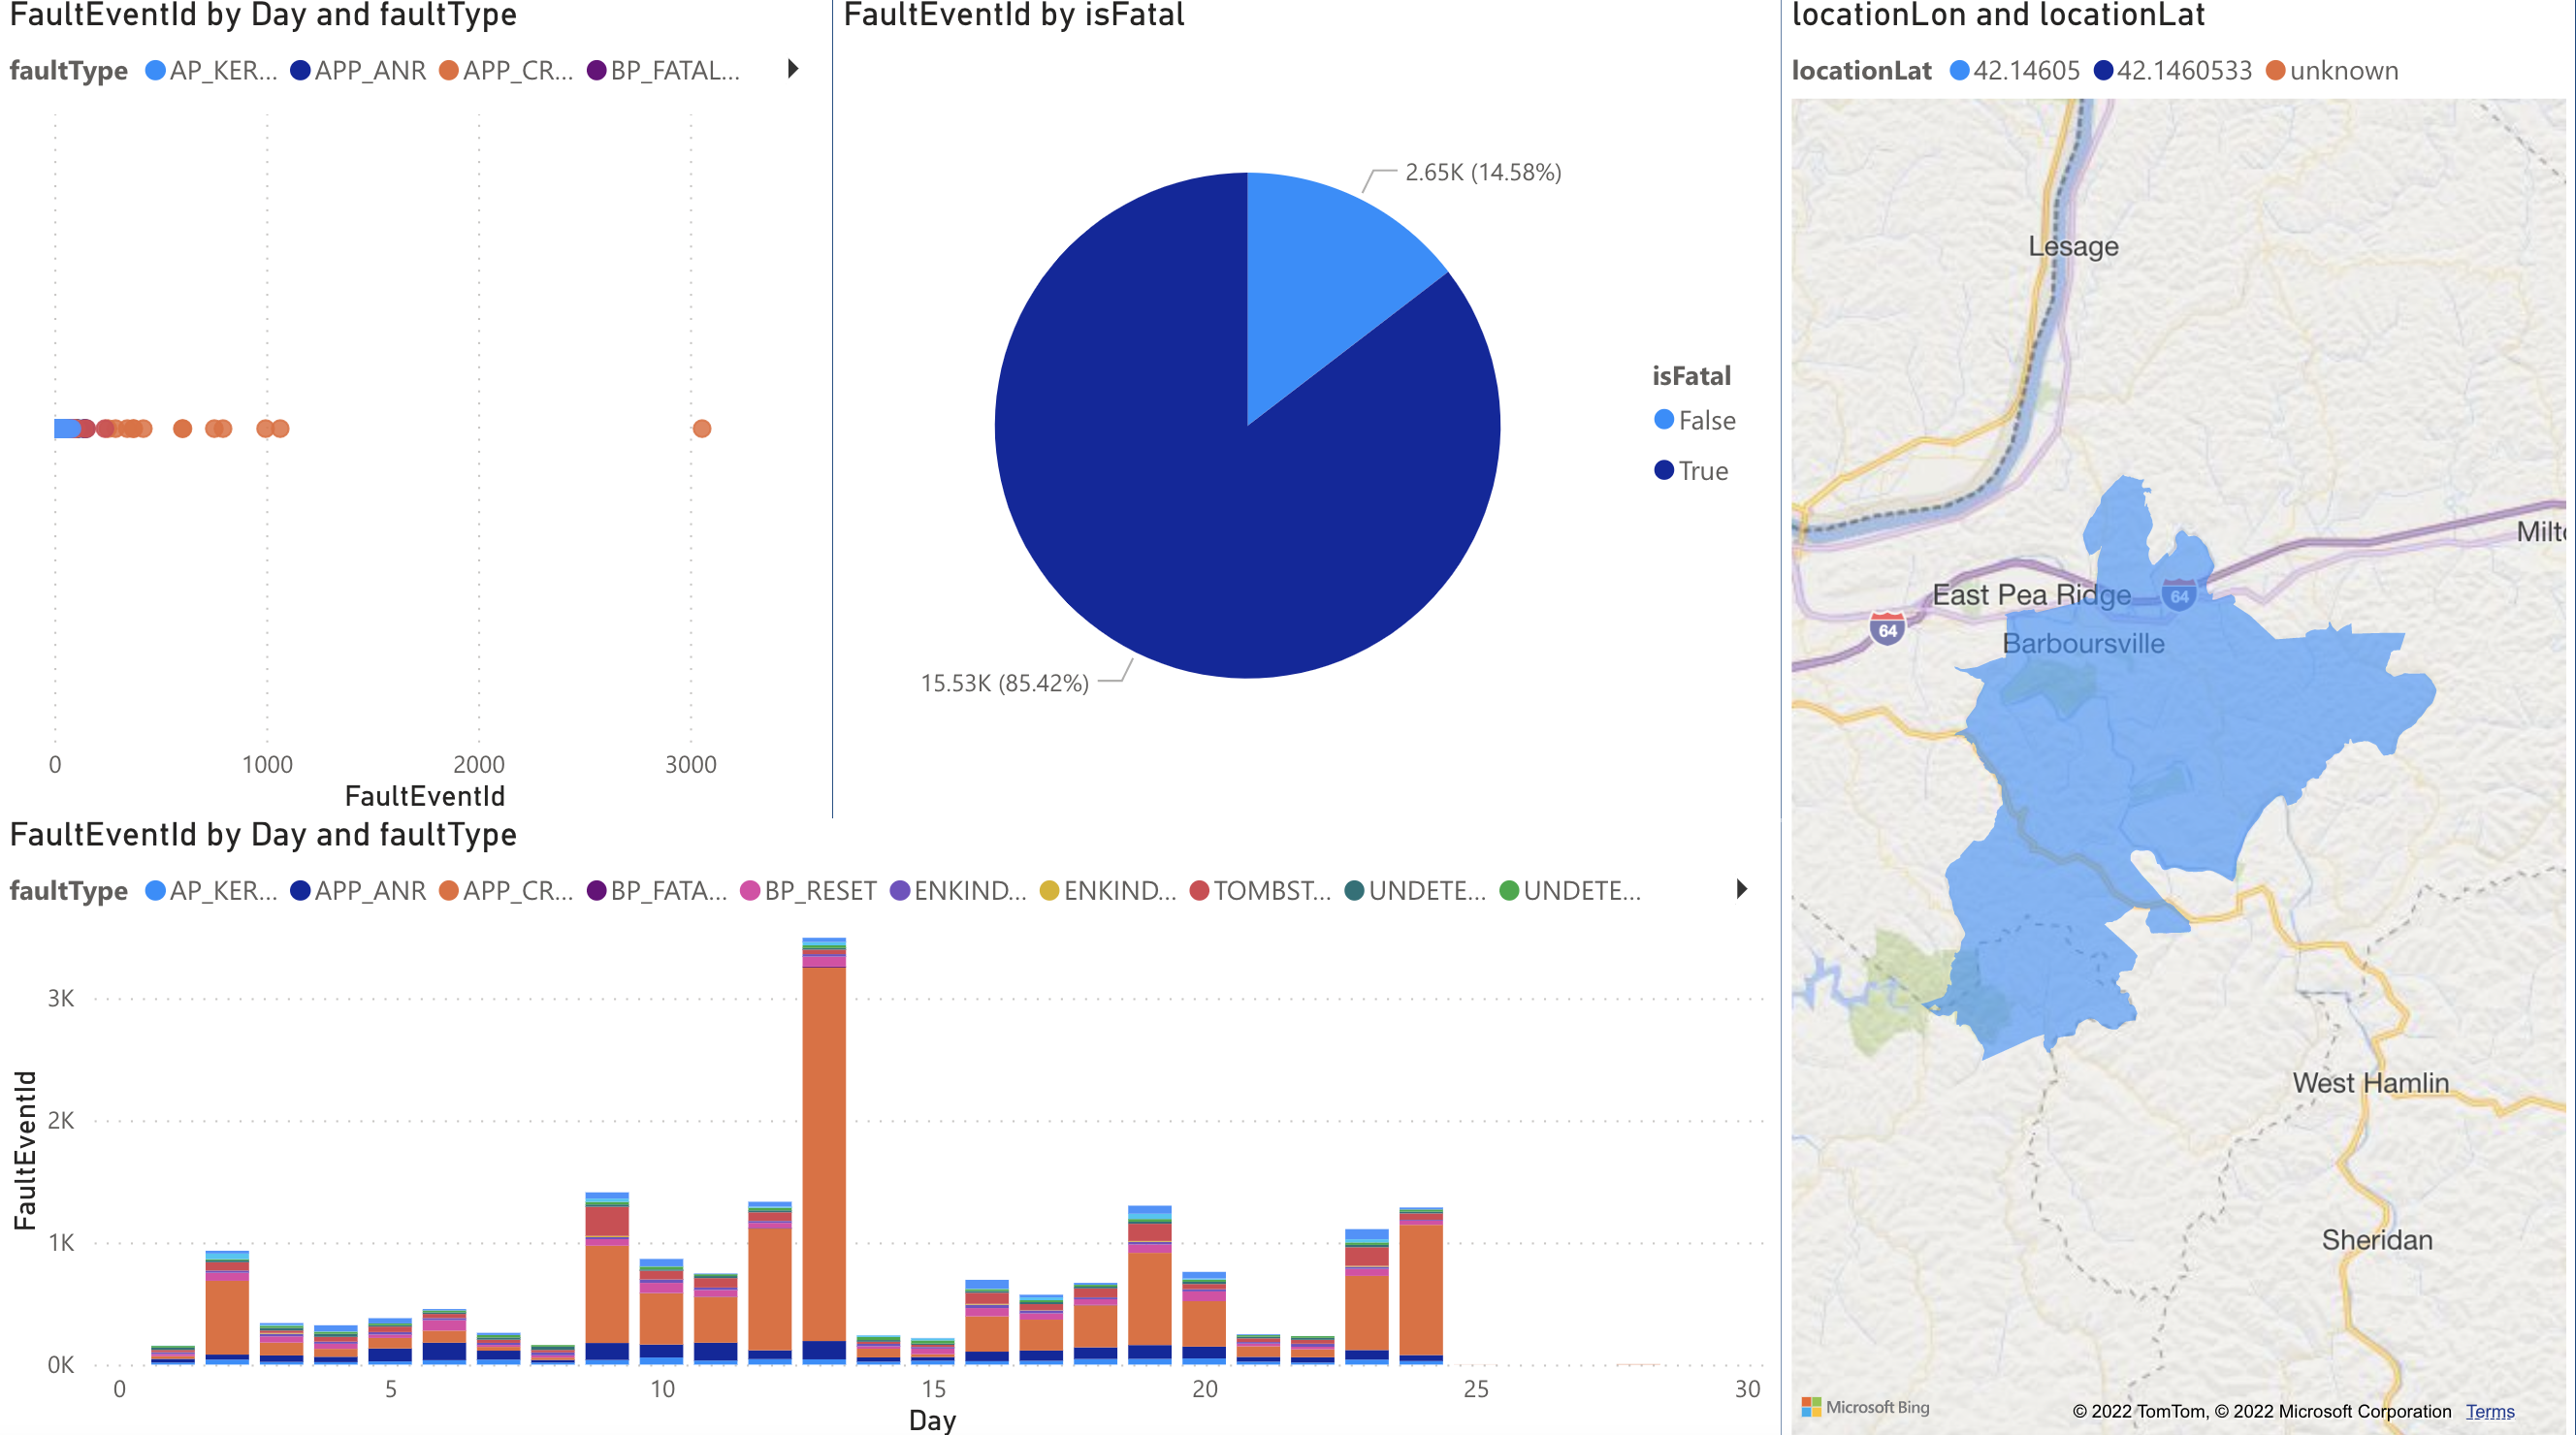 FaultEventId by Day and faultType
faultType AP_KER... APP_ANR APP_CR... BP_FATAL...
0 1000 2000 3000
FaultEventId
FaultEventId by isFatal
2.65K (14.58%)
15.53K (85.42%)
isFatal
False
True
FaultEventId by Day and faultType
faultType AP_KER... APP_ANR APP_CR... BP_FATA... BP_RESET ENKIND... ENKIND... TOMBST... UNDETE... UNDETE...
FaultEventId
3K
2K
1K
0K
0 5 10 15 20 25 30
Day
locationLon and locationLat
locationLat 42.14605 42.1460533 unknown
Lesage
Milt
East Pea Ridge 64
64
Barboursville
West Hamlin
Sheridan
Microsoft Bing
© 2022 TomTom, © 2022 Microsoft Corporation Terms